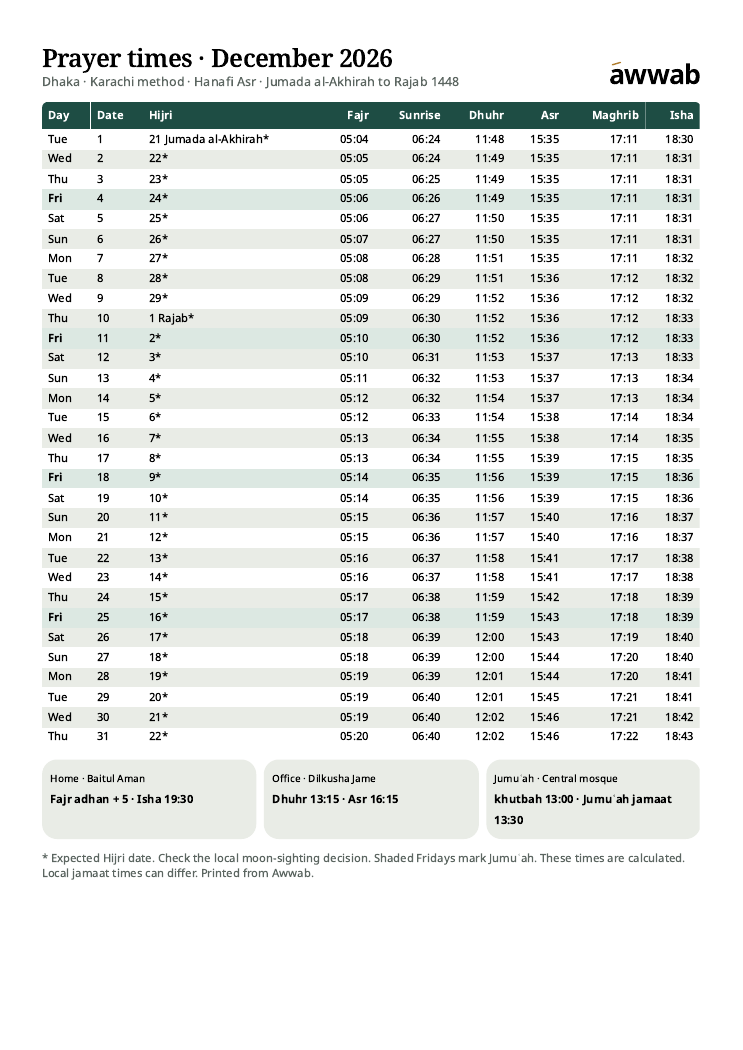 Prayer times · December 2026
Dhaka · Karachi method · Hanafi Asr · Jumada al-Akhirah to Rajab 1448
áwwab
Day Date Hijri Fajr Sunrise Dhuhr Asr Maghrib Isha
Tue 1 21 Jumada al-Akhirah* 05:04 06:24 11:48 15:35 17:11 18:30
Wed 2 22* 05:05 06:24 11:49 15:35 17:11 18:31
Thu 3 23* 05:05 06:25 11:49 15:35 17:11 18:31
Fri 4 24* 05:06 06:26 11:49 15:35 17:11 18:31
Sat 5 25* 05:06 06:27 11:50 15:35 17:11 18:31
Sun 6 26* 05:07 06:27 11:50 15:35 17:11 18:31
Mon 7 27* 05:08 06:28 11:51 15:35 17:11 18:32
Tue 8 28* 05:08 06:29 11:51 15:36 17:12 18:32
Wed 9 29* 05:09 06:29 11:52 15:36 17:12 18:32
Thu 10 1 Rajab* 05:09 06:30 11:52 15:36 17:12 18:33
Fri 11 2* 05:10 06:30 11:52 15:36 17:12 18:33
Sat 12 3* 05:10 06:31 11:53 15:37 17:13 18:33
Sun 13 4* 05:11 06:32 11:53 15:37 17:13 18:34
Mon 14 5* 05:12 06:32 11:54 15:37 17:13 18:34
Tue 15 6* 05:12 06:33 11:54 15:38 17:14 18:34
Wed 16 7* 05:13 06:34 11:55 15:38 17:14 18:35
Thu 17 8* 05:13 06:34 11:55 15:39 17:15 18:35
Fri 18 9* 05:14 06:35 11:56 15:39 17:15 18:36
Sat 19 10* 05:14 06:35 11:56 15:39 17:15 18:36
Sun 20 11* 05:15 06:36 11:57 15:40 17:16 18:37
Mon 21 12* 05:15 06:36 11:57 15:40 17:16 18:37
Tue 22 13* 05:16 06:37 11:58 15:41 17:17 18:38
Wed 23 14* 05:16 06:37 11:58 15:41 17:17 18:38
Thu 24 15* 05:17 06:38 11:59 15:42 17:18 18:39
Fri 25 16* 05:17 06:38 11:59 15:43 17:18 18:39
Sat 26 17* 05:18 06:39 12:00 15:43 17:19 18:40
Sun 27 18* 05:18 06:39 12:00 15:44 17:20 18:40
Mon 28 19* 05:19 06:39 12:01 15:44 17:20 18:41
Tue 29 20* 05:19 06:40 12:01 15:45 17:21 18:41
Wed 30 21* 05:19 06:40 12:02 15:46 17:21 18:42
Thu 31 22* 05:20 06:40 12:02 15:46 17:22 18:43
Home · Baitul Aman
Fajr adhan + 5 · Isha 19:30
Office · Dilkusha Jame
Dhuhr 13:15 · Asr 16:15
Jumuʿah · Central mosque
khutbah 13:00 · Jumuʿah jamaat
13:30
* Expected Hijri date. Check the local moon-sighting decision. Shaded Fridays mark Jumuʿah. These times are calculated.
Local jamaat times can differ. Printed from Awwab.